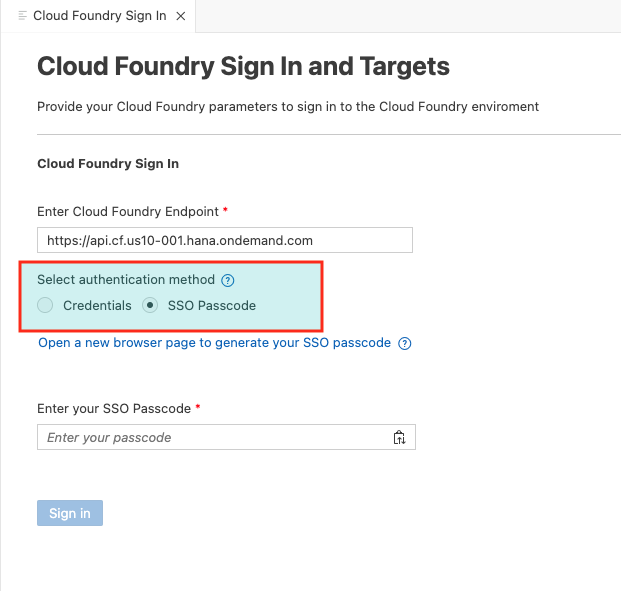 Cloud Foundry Sign In
Cloud Foundry Sign In and Targets
Provide your Cloud Foundry parameters to sign in to the Cloud Foundry enviroment
Cloud Foundry Sign In
Enter Cloud Foundry Endpoint *
https://api.cf.us10-001.hana.ondemand.com
Select authentication method ?
Credentials SSO Passcode
Open a new browser page to generate your SSO passcode ?
Enter your SSO Passcode *
Enter your passcode
Sign in